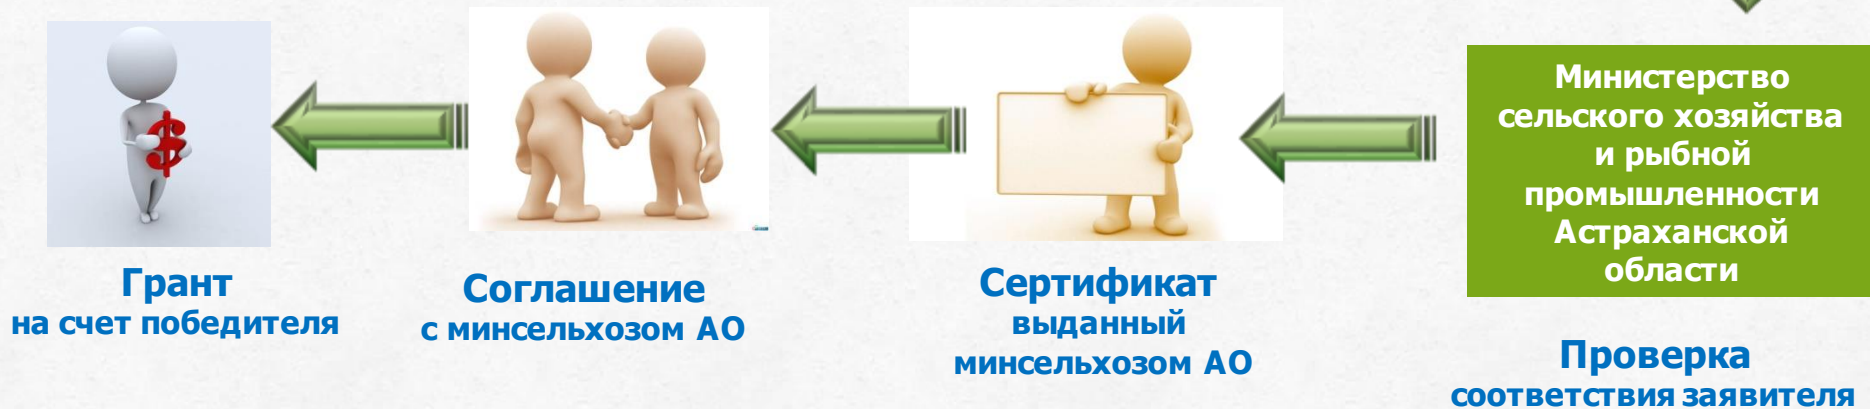 Грант
на счет победителя
Соглашение
с минсельхозом АО
Сертификат
выданный
минсельхозом АО
Министерство
сельского хозяйства
и рыбной
промышленности
Астраханской
области
Проверка
соответствия заявителя